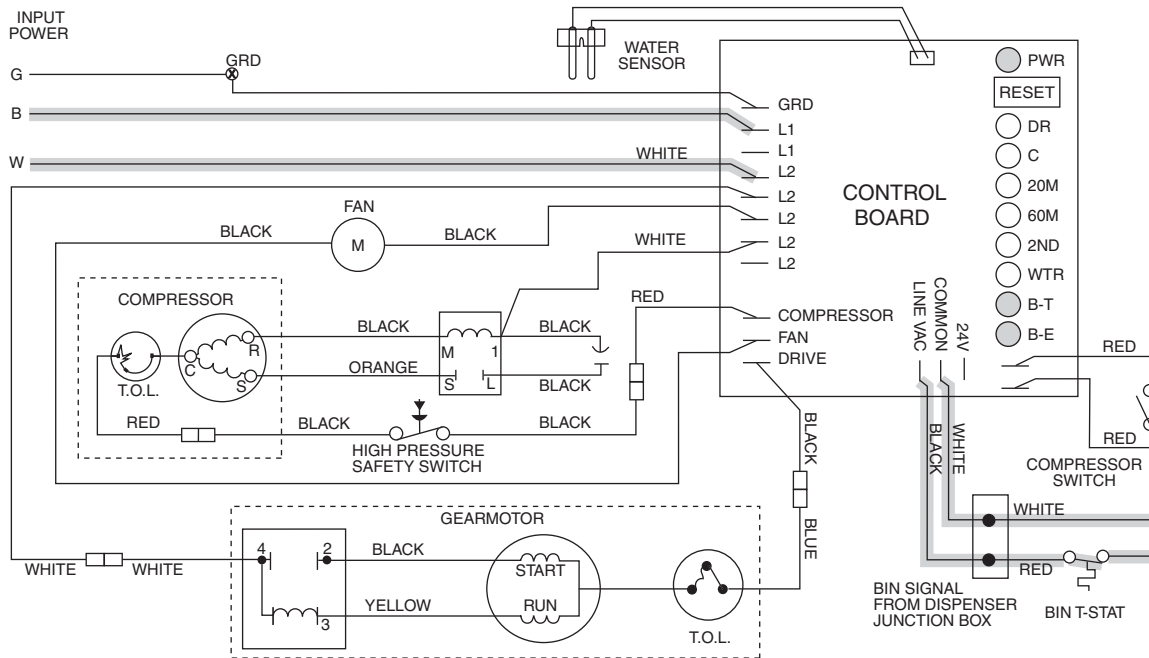 INPUT
POWER
G
GRD
B
W
WHITE
WATER
SENSOR
GRD
L1
L1
L2
L2
L2
L2
L2
CONTROL
BOARD
PWR
RESET
DR
C
20M
60M
2ND
WTR
B-T
B-E
FAN
BLACK
M
BLACK
WHITE
COMPRESSOR
T.O.L.
C
R
S
BLACK
ORANGE
M
1
S
L
BLACK
BLACK
RED
COMPRESSOR
FAN
DRIVE
LINE VAC
COMMON
24V
RED
RED
COMPRESSOR
SWITCH
RED
BLACK
HIGH PRESSURE
SAFETY SWITCH
BLACK
BLACK
BLUE
BLACK
WHITE
WHITE
RED
BIN SIGNAL
FROM DISPENSER
JUNCTION BOX
BIN T-STAT
GEARMOTOR
WHITE
WHITE
4
2
3
BLACK
YELLOW
START
RUN
T.O.L.